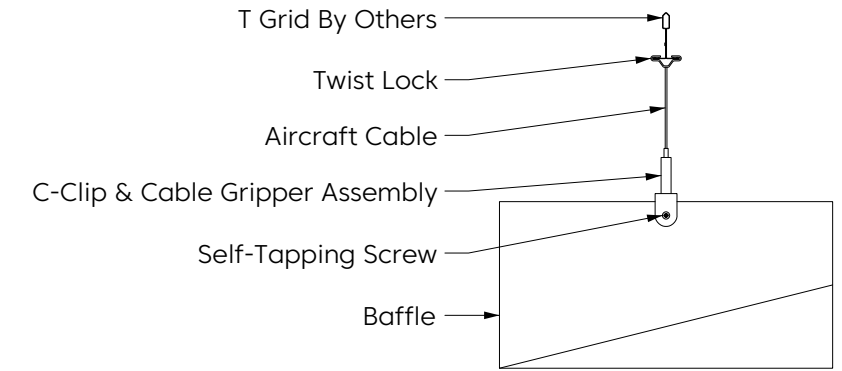 T Grid By Others
Twist Lock
Aircraft Cable
C-Clip & Cable Gripper Assembly
Self-Tapping Screw
Baffle